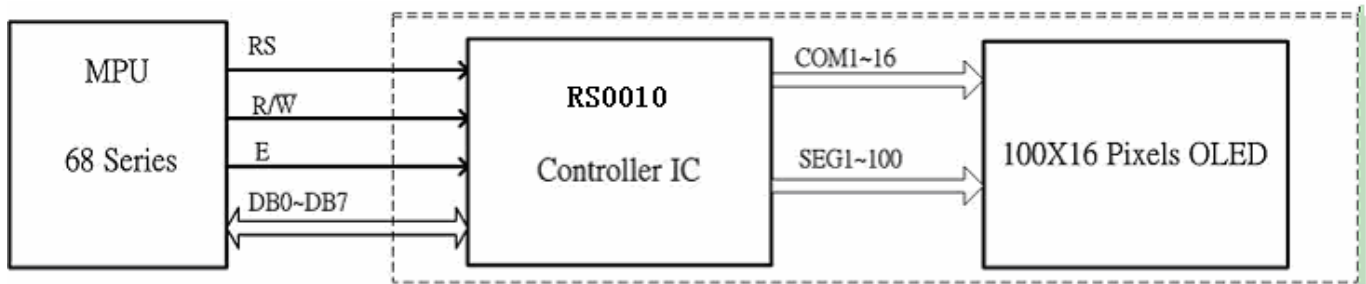 MPU
68 Series
RS
R/W̅
E
DB0~DB7
RS0010
Controller IC
COM1~16
SEG1~100
100X16 Pixels OLED